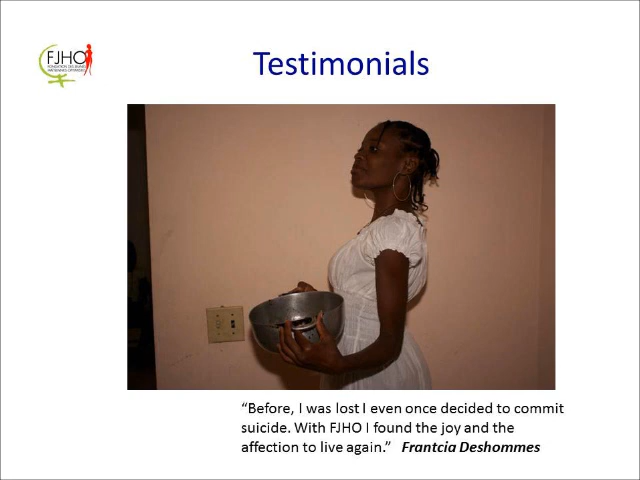 FJHO
Testimonials
“Before, I was lost I even once decided to commit
suicide. With FJHO I found the joy and the
affection to live again.” Frantcia Deshommes